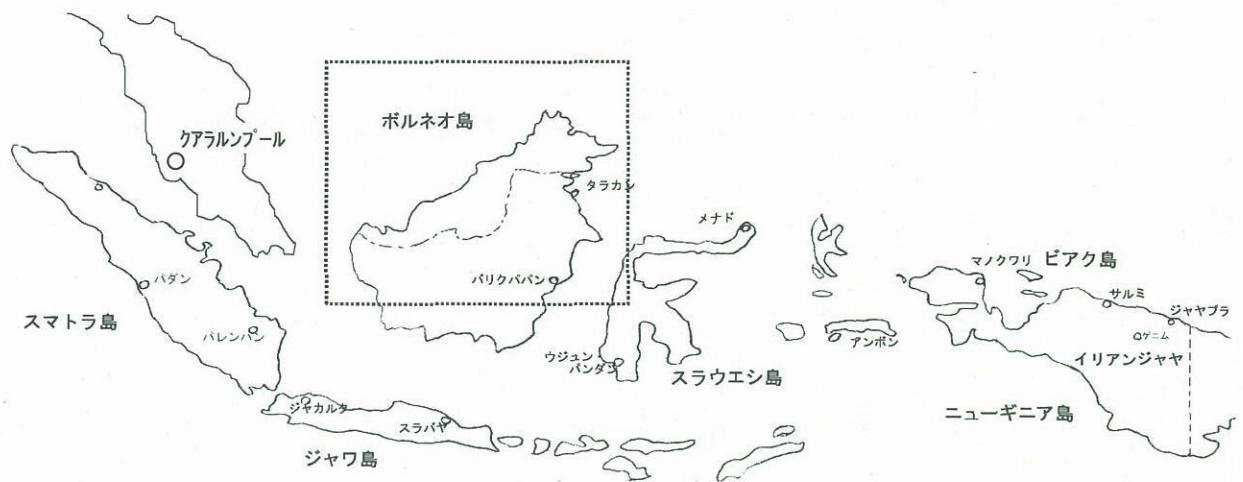 ボルネオ島
クアラルンプール
タラカン
メナド
パダン
バリクパパン
マノクワリ
ビアク島
サルミ
ジャヤプラ
ゲニム
スマトラ島
パレンバン
ウジュン
パンダン
スラウエシ島
アンボン
イリアンジャヤ
ニューギニア島
ジャカルタ
スラバヤ
ジャワ島